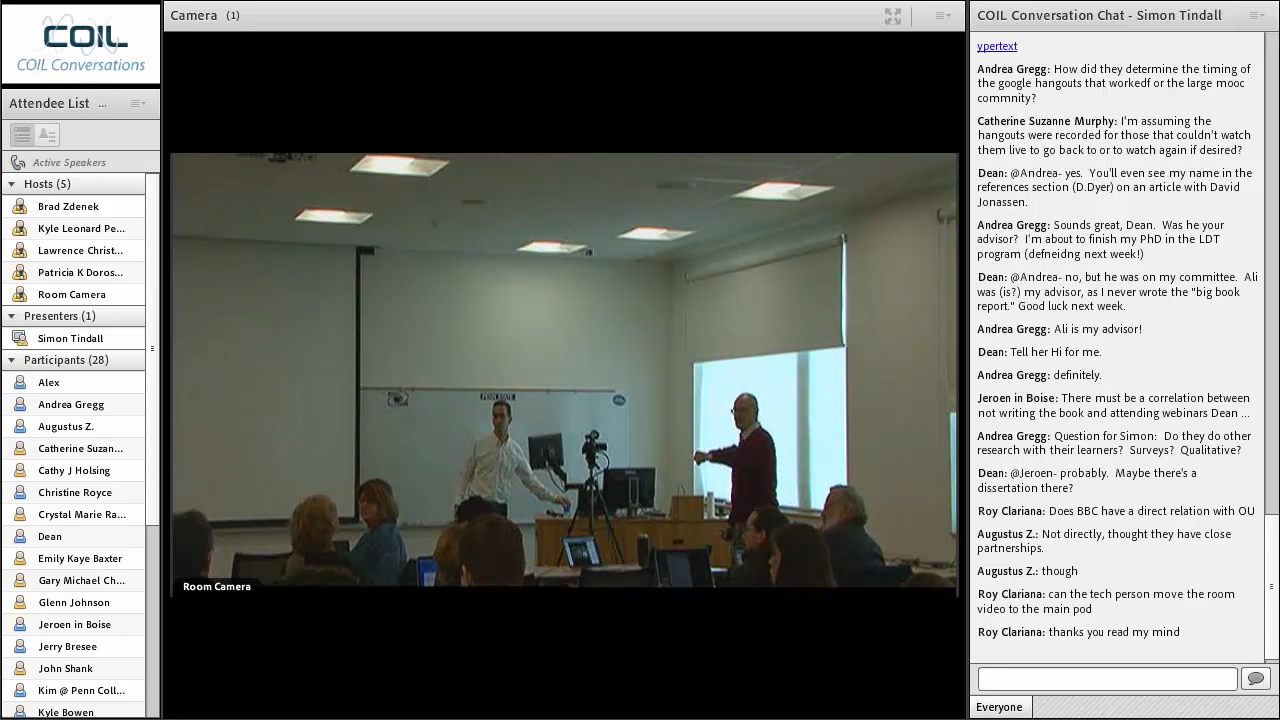 COIL
COIL Conversations
Attendee List ...
Active Speakers
Hosts (5)
Brad Zdenek
Kyle Leonard Pe...
Lawrence Christ...
Patricia K Doros...
Room Camera
Presenters (1)
Simon Tindall
Participants (28)
Alex
Andrea Gregg
Augustus Z.
Catherine Suzan...
Cathy J Holsing
Christine Royce
Crystal Marie Ra...
Dean
Emily Kaye Baxter
Gary Michael Ch...
Glenn Johnson
Jeroen in Boise
Jerry Bresee
John Shank
Kim @ Penn Coll...
Kyle Bowen
Camera (1)
PENN STATE
Room Camera
COIL Conversation Chat - Simon Tindall
ypertext
Andrea Gregg: How did they determine the timing of
the google hangouts that workedf or the large mooc
commnity?
Catherine Suzanne Murphy: I'm assuming the
hangouts were recorded for those that couldn't watch
them live to go back to or to watch again if desired?
Dean: @Andrea- yes. You'll even see my name in the
references section (D.Dyer) on an article with David
Jonassen.
Andrea Gregg: Sounds great, Dean. Was he your
advisor? I'm about to finish my PhD in the LDT
program (defneidng next week!)
Dean: @Andrea- no, but he was on my committee. Ali
was (is?) my advisor, as I never wrote the "big book
report." Good luck next week.
Andrea Gregg: Ali is my advisor!
Dean: Tell her Hi for me.
Andrea Gregg: definitely.
Jeroen in Boise: There must be a correlation between
not writing the book and attending webinars Dean ...
Andrea Gregg: Question for Simon: Do they do other
research with their learners? Surveys? Qualitative?
Dean: @Jeroen- probably. Maybe there's a
dissertation there?
Roy Clariana: Does BBC have a direct relation with OU
Augustus Z.: Not directly, thought they have close
partnerships.
Augustus Z.: though
Roy Clariana: can the tech person move the room
video to the main pod
Roy Clariana: thanks you read my mind
Everyone